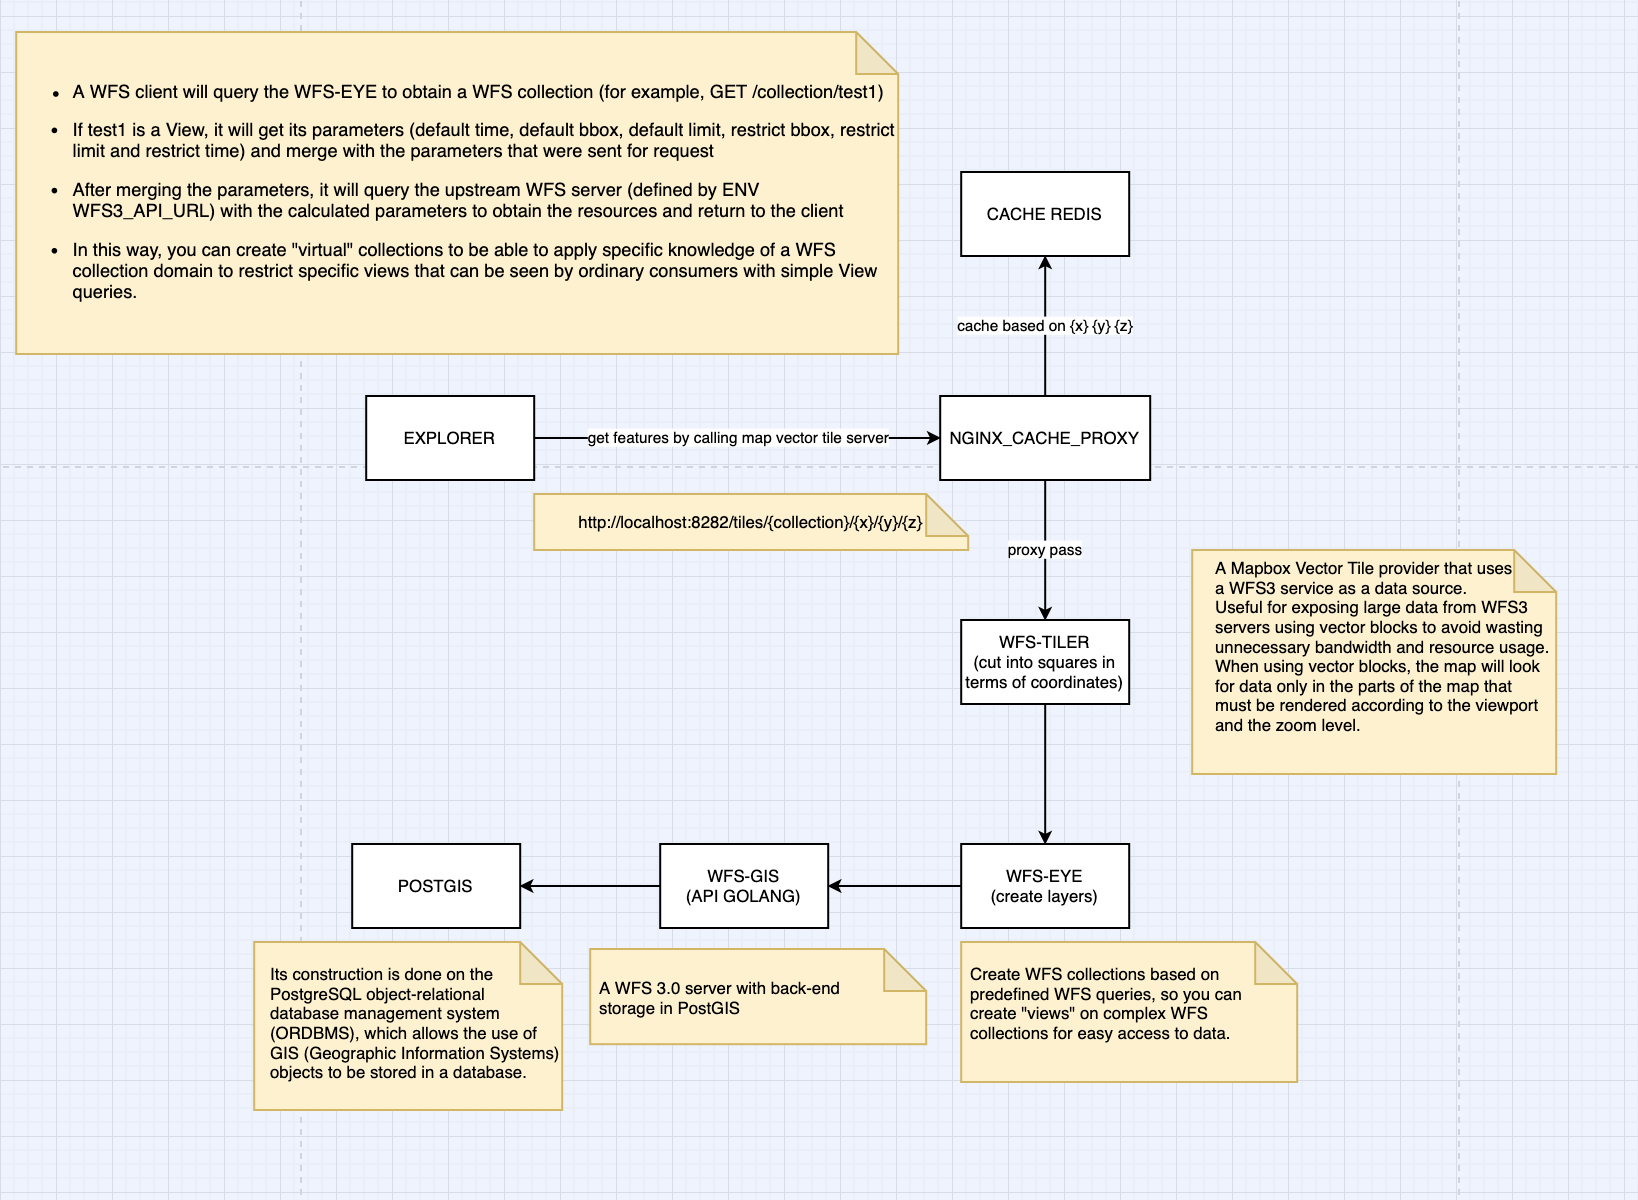 • A WFS client will query the WFS-EYE to obtain a WFS collection (for example, GET /collection/test1)
• If test1 is a View, it will get its parameters (default time, default bbox, default limit, restrict bbox, restrict
limit and restrict time) and merge with the parameters that were sent for request
• After merging the parameters, it will query the upstream WFS server (defined by ENV
WFS3_API_URL) with the calculated parameters to obtain the resources and return to the client
• In this way, you can create "virtual" collections to be able to apply specific knowledge of a WFS
collection domain to restrict specific views that can be seen by ordinary consumers with simple View
queries.
CACHE REDIS
cache based on {x} {y} {z}
EXPLORER
get features by calling map vector tile server
NGINX_CACHE_PROXY
http://localhost:8282/tiles/{collection}/{x}/{y}/{z}
proxy pass
A Mapbox Vector Tile provider that uses
a WFS3 service as a data source.
Useful for exposing large data from WFS3
servers using vector blocks to avoid wasting
unnecessary bandwidth and resource usage.
When using vector blocks, the map will look
for data only in the parts of the map that
must be rendered according to the viewport
and the zoom level.
WFS-TILER
(cut into squares in
terms of coordinates)
POSTGIS
WFS-GIS
(API GOLANG)
WFS-EYE
(create layers)
Its construction is done on the
PostgreSQL object-relational
database management system
(ORDBMS), which allows the use of
GIS (Geographic Information Systems)
objects to be stored in a database.
A WFS 3.0 server with back-end
storage in PostGIS
Create WFS collections based on
predefined WFS queries, so you can
create "views" on complex WFS
collections for easy access to data.